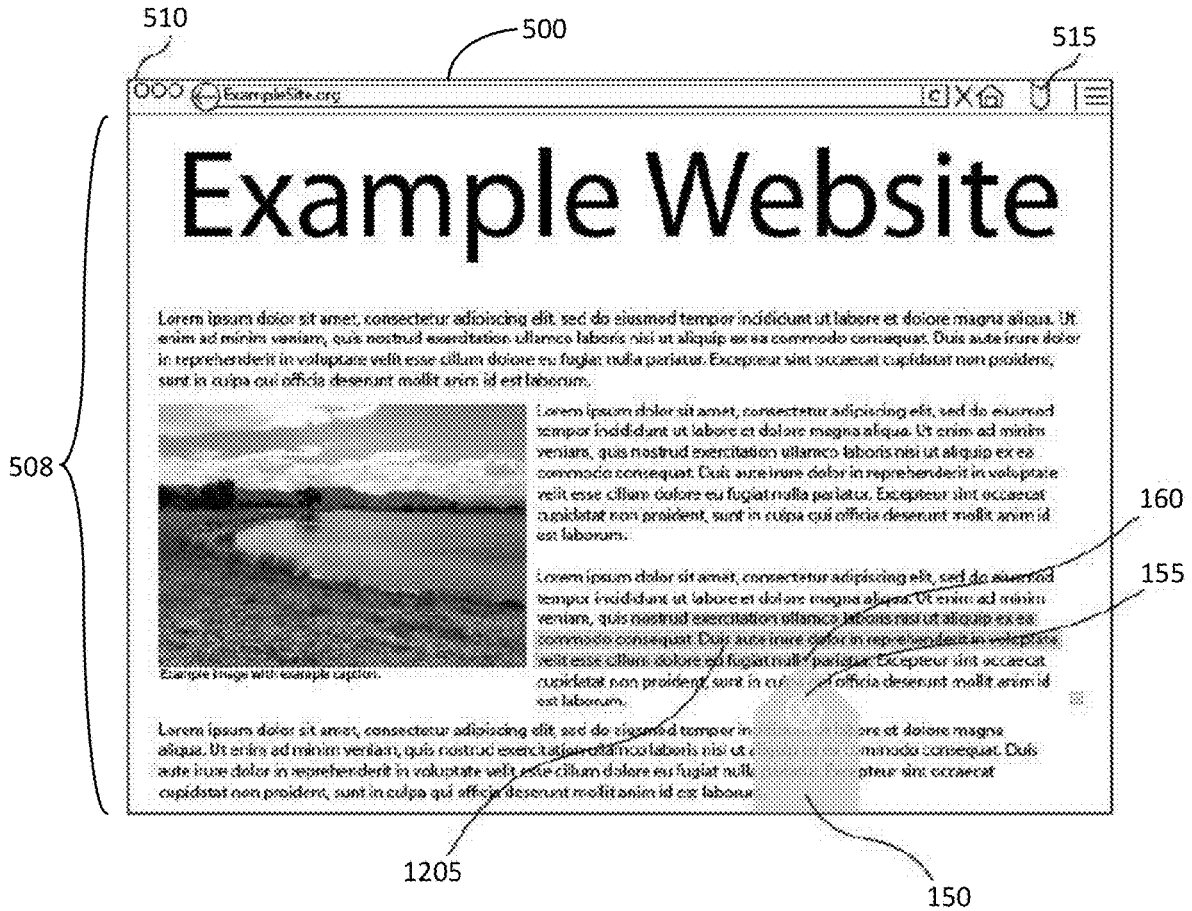 510
500
515
ExampleSite.org
C
Example Website
Lorem ipsum dolor sit amet, consectetur adipiscing elit, sed do eiusmod tempor incididunt ut labore et dolore magna aliqua. Ut
enim ad minim veniam, quis nostrud exercitation ullamco laboris nisi ut aliquip ex ea commodo consequat. Duis aute irure dolor
in reprehenderit in voluptate velit esse cillum dolore eu fugiat nulla pariatur. Excepteur sint occaecat cupidatat non proident,
sunt in culpa qui officia deserunt mollit anim id est laborum.
Lorem ipsum dolor sit amet, consectetur adipiscing elit, sed do eiusmod
tempor incididunt ut labore et dolore magna aliqua. Ut enim ad minim
veniam, quis nostrud exercitation ullamco laboris nisi ut aliquip ex ea
commodo consequat. Duis aute irure dolor in reprehenderit in voluptate
velit esse cillum dolore eu fugiat nulla pariatur. Excepteur sint occaecat
cupidatat non proident, sunt in culpa qui officia deserunt mollit anim id
est laborum.
508
160
155
Lorem ipsum dolor sit amet, consectetur adipiscing elit, sed do eiusmod
tempor incididunt ut labore et dolore magna aliqua. Ut enim ad minim
veniam, quis nostrud exercitation ullamco laboris nisi ut aliquip ex ea
commodo consequat. Duis aute irure dolor in reprehenderit in voluptate
velit esse cillum dolore eu fugiat nulla pariatur. Excepteur sint occaecat
cupidatat non proident, sunt in officia deserunt mollit anim id
est laborum.
Example image with example caption.
Lorem ipsum dolor sit amet, consectetur adipiscing elit, sed do eiusmod tempor in ore et dolore magna
aliqua. Ut enim ad minim veniam, quis nostrud exercitation ullamco laboris nisi ut a mmodo consequat. Duis
aute irure dolor in reprehenderit in voluptate velit esse cillum dolore eu fugiat nulla pteur sint occaecat
cupidatat non proident, sunt in culpa qui officia deserunt mollit anim id est laboru
1205
150